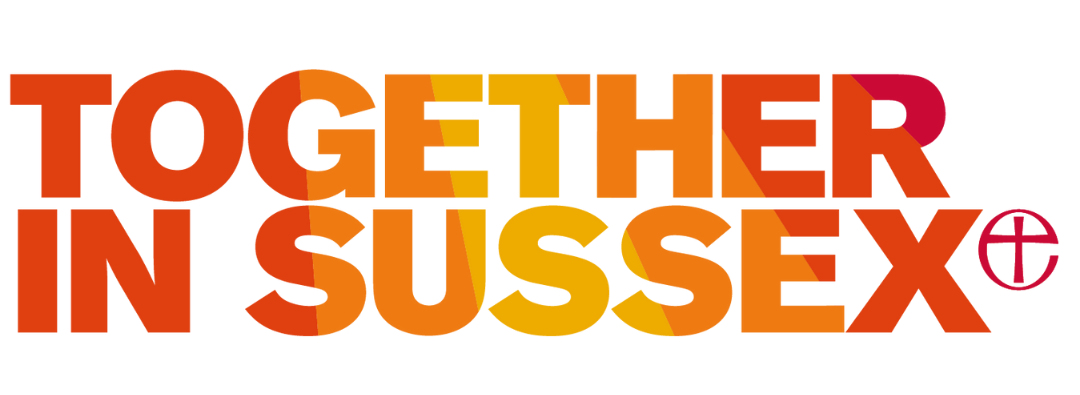 TOGETHER
IN SUSSEX